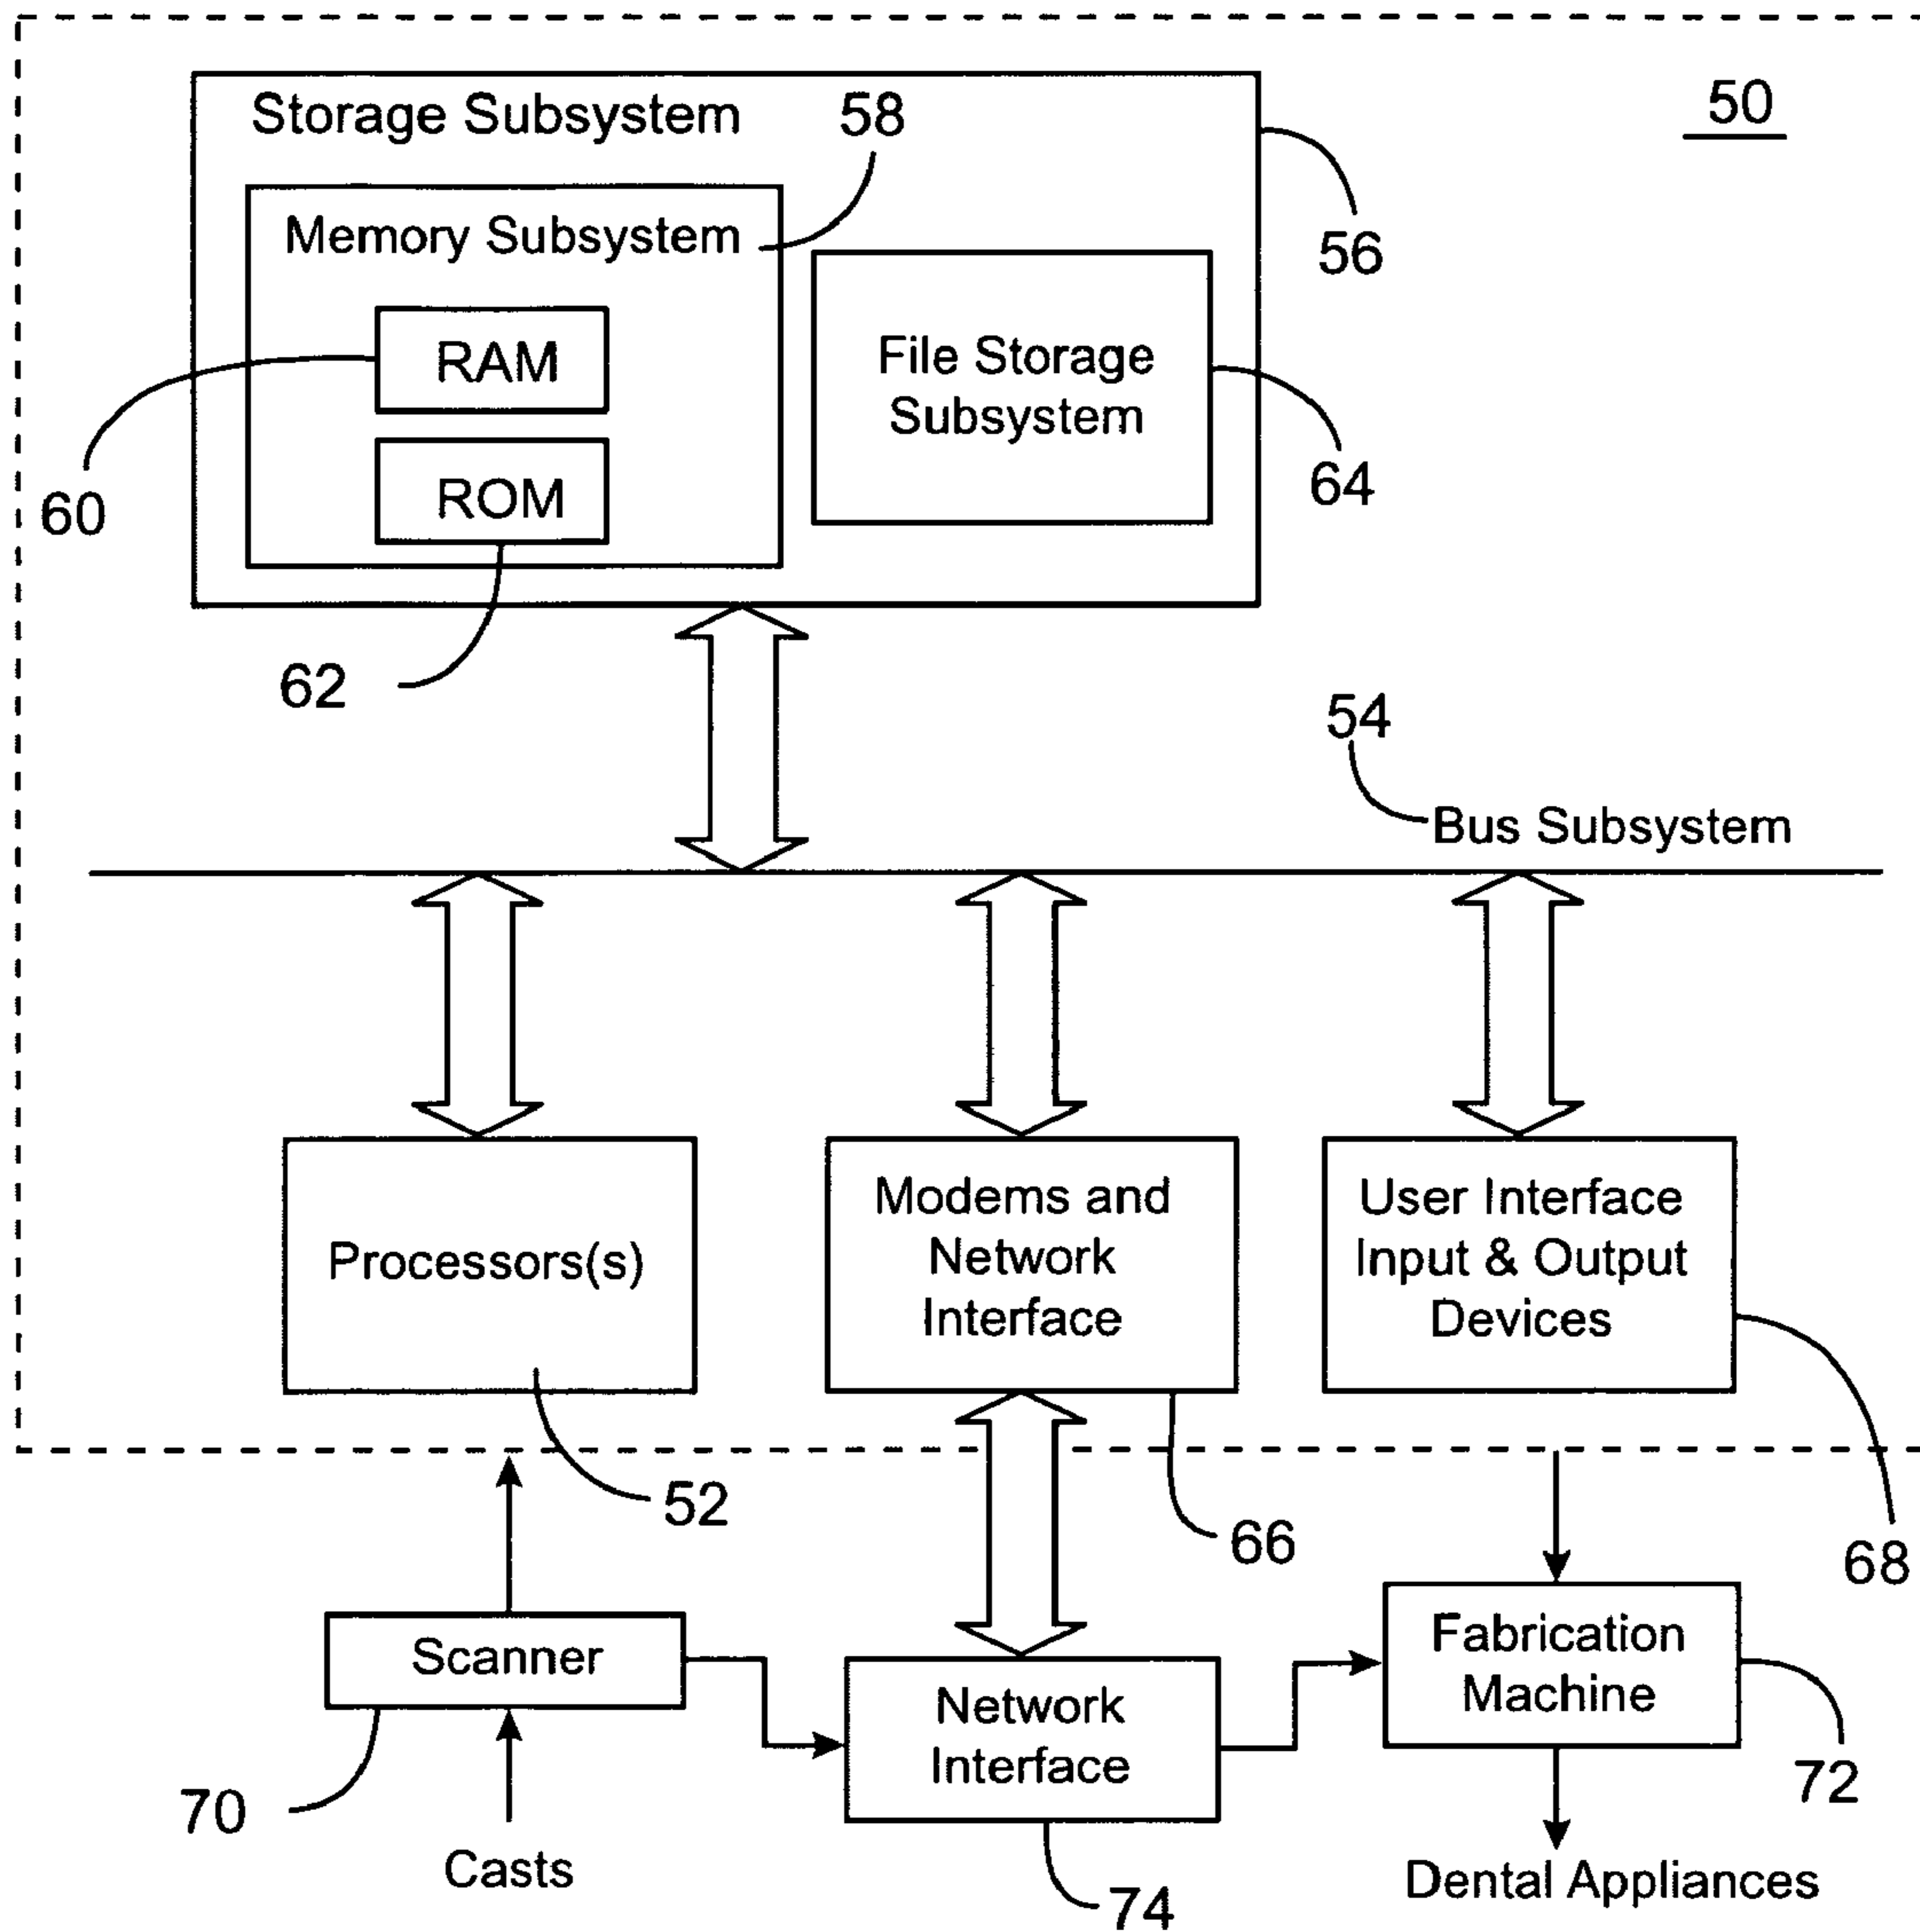 Storage Subsystem
58
50
56
Memory Subsystem
RAM
ROM
60
62
File Storage
Subsystem
64
54
Bus Subsystem
Processors(s)
Modems and
Network
Interface
User Interface
Input & Output
Devices
52
66
68
Scanner
70
Casts
Network
Interface
74
Fabrication
Machine
72
Dental Appliances